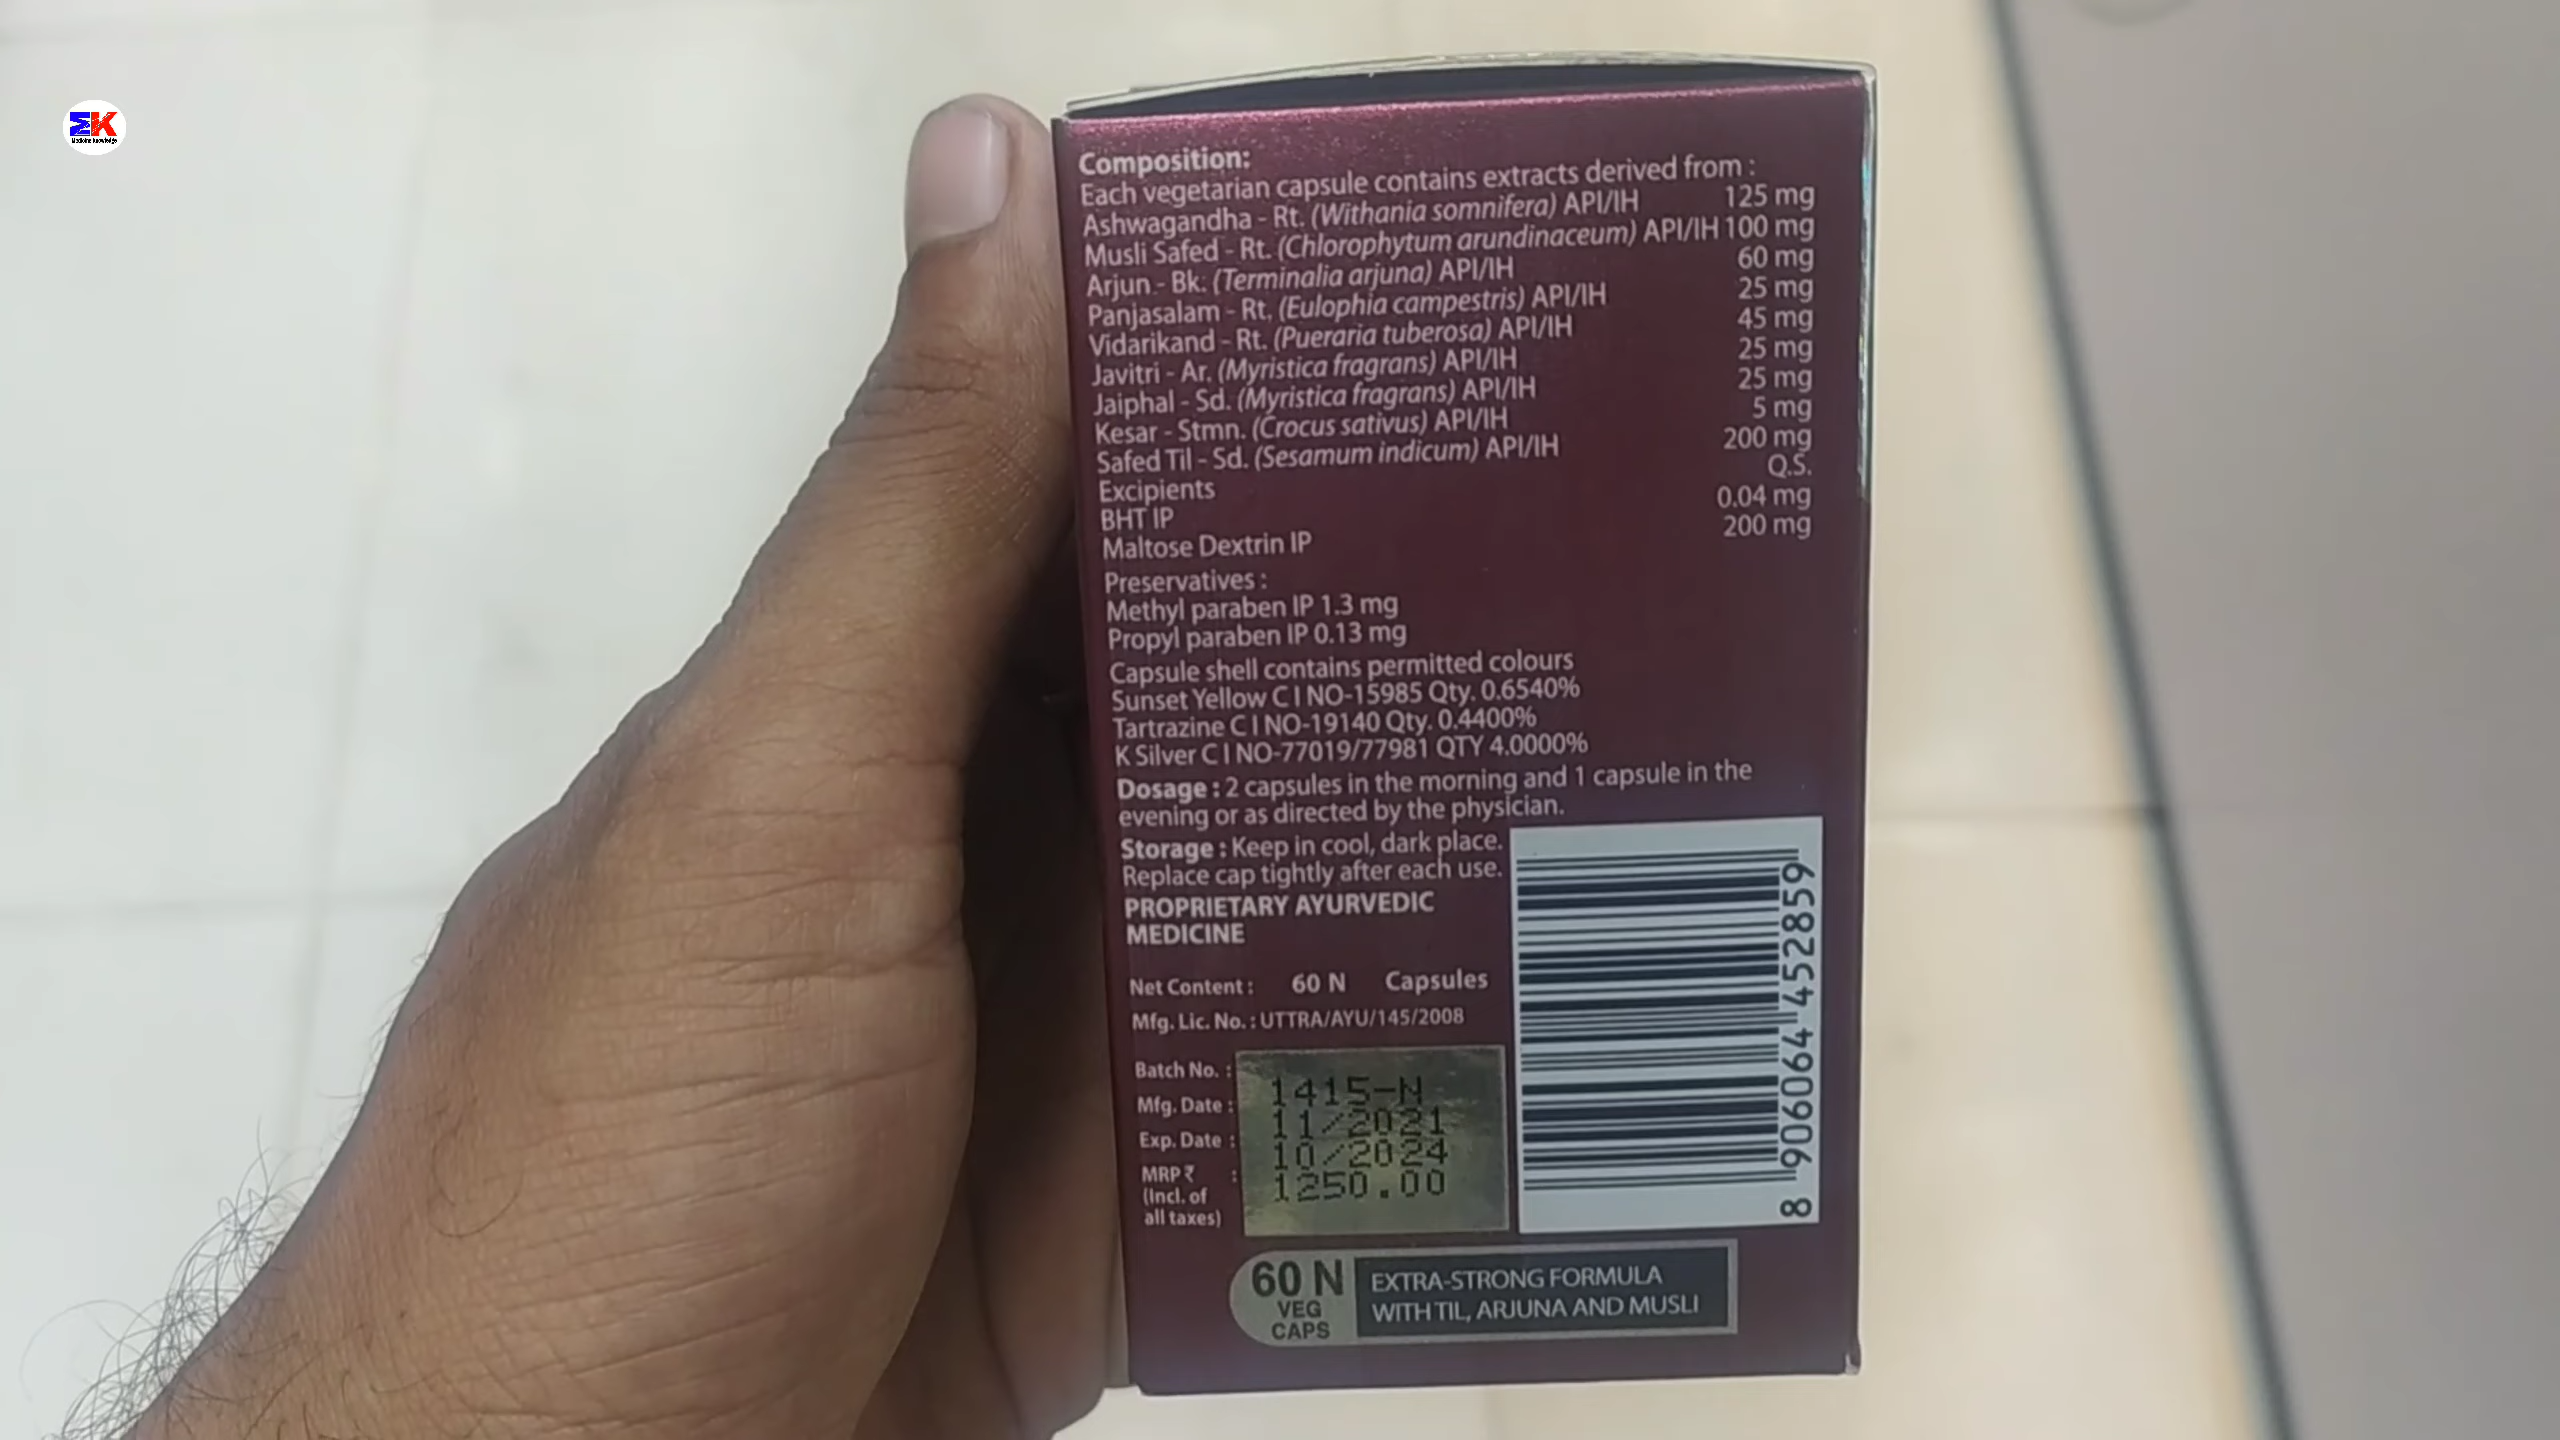 ΣK
Medicine Knowledge
Composition:
Each vegetarian capsule contains extracts derived from :
Ashwagandha - Rt. (Withania somnifera) API/IH 125 mg
Musli Safed - Rt. (Chlorophytum arundinaceum) API/IH 100 mg
Arjun - Bk. (Terminalia arjuna) API/IH 60 mg
Panjasalam - Rt. (Eulophia campestris) API/IH 25 mg
Vidarikand - Rt. (Pueraria tuberosa) API/IH 45 mg
Javitri - Ar. (Myristica fragrans) API/IH 25 mg
Jaiphal - Sd. (Myristica fragrans) API/IH 25 mg
Kesar - Stmn. (Crocus sativus) API/IH 5 mg
Safed Til - Sd. (Sesamum indicum) API/IH 200 mg
Excipients Q.S.
BHT IP 0.04 mg
Maltose Dextrin IP 200 mg
Preservatives :
Methyl paraben IP 1.3 mg
Propyl paraben IP 0.13 mg
Capsule shell contains permitted colours
Sunset Yellow C I NO-15985 Qty. 0.6540%
Tartrazine C I NO-19140 Qty. 0.4400%
K Silver C I NO-77019/77981 QTY 4.0000%
Dosage : 2 capsules in the morning and 1 capsule in the
evening or as directed by the physician.
Storage : Keep in cool, dark place.
Replace cap tightly after each use.
PROPRIETARY AYURVEDIC
MEDICINE
Net Content : 60 N Capsules
Mfg. Lic. No. : UTTRA/AYU/145/2008
Batch No. : 1415-N
Mfg. Date : 11/2021
Exp. Date : 10/2024
MRP ₹ : 1250.00
(Incl. of
all taxes)
8 906064 452859
60 N
VEG
CAPS
EXTRA-STRONG FORMULA
WITH TIL, ARJUNA AND MUSLI